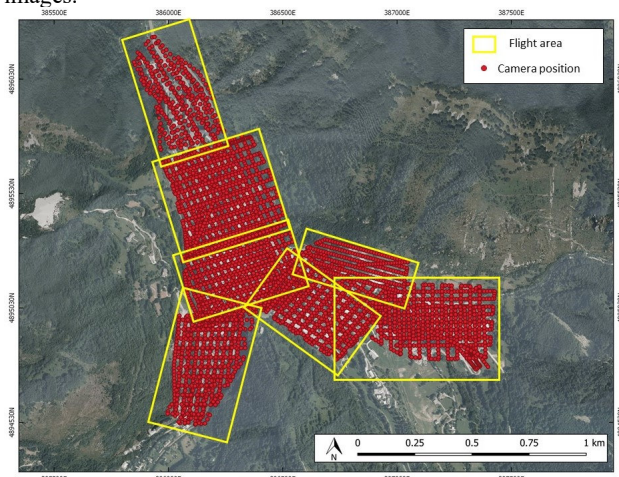 images.
385500E 386000E 386500E 387000E 387500E
4896030N
4895530N
4895030N
4894530N
Flight area
Camera position
N
0 0.25 0.5 0.75 1 km